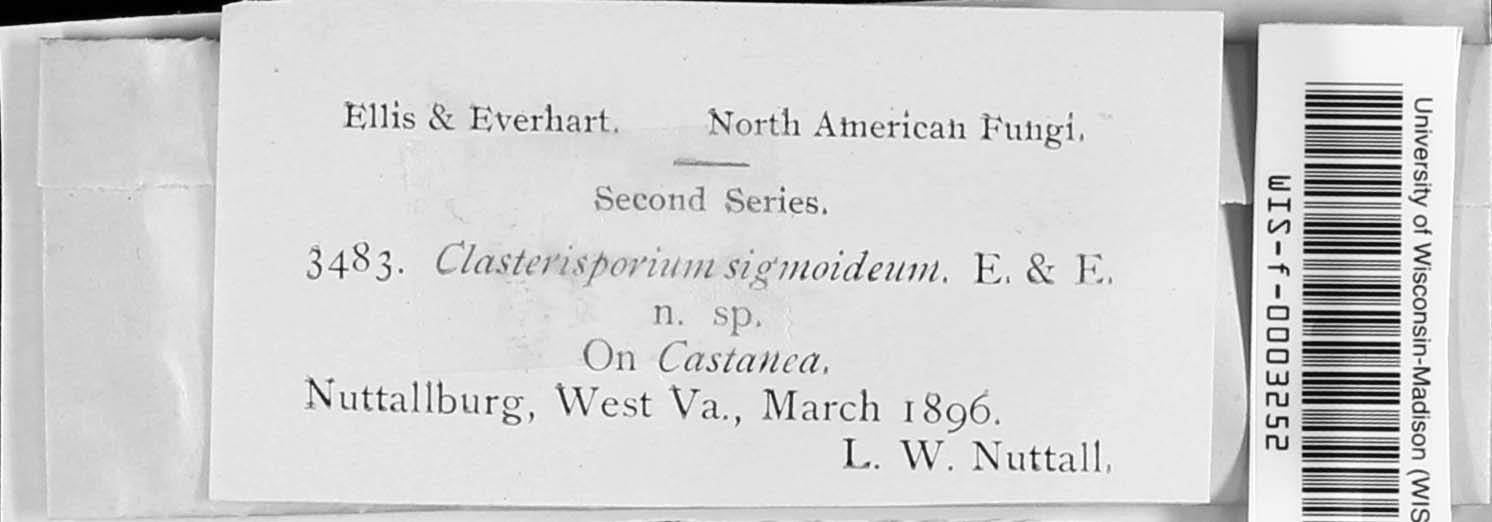 Ellis & Everhart. North American Fungi.
Second Series.
3483. Clasterisporium sigmoideum. E. & E.
n. sp.
On Castanea.
Nuttallburg, West Va., March 1896.
L. W. Nuttall.
WIS-f-0003252
University of Wisconsin-Madison (WIS